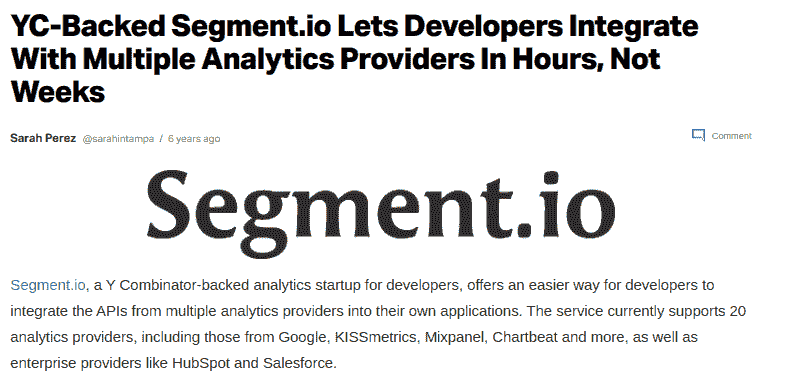 YC-Backed Segment.io Lets Developers Integrate
With Multiple Analytics Providers In Hours, Not
Weeks
Sarah Perez @sarahintampa / 6 years ago Comment
Segment.io
Segment.io, a Y Combinator-backed analytics startup for developers, offers an easier way for developers to
integrate the APIs from multiple analytics providers into their own applications. The service currently supports 20
analytics providers, including those from Google, KISSmetrics, Mixpanel, Chartbeat and more, as well as
enterprise providers like HubSpot and Salesforce.